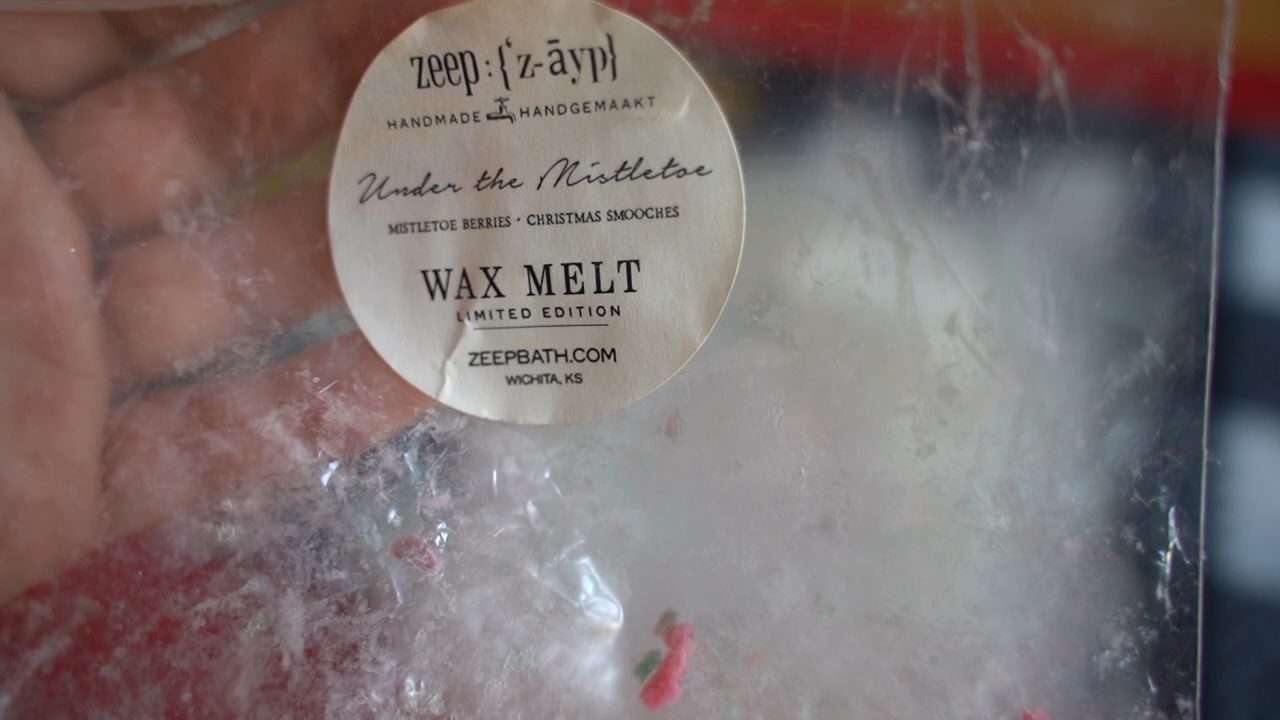 zeep:{'z-āyp}
HANDMADE HANDGEMAAKT
Under the Mistletoe
MISTLETOE BERRIES • CHRISTMAS SMOOCHES
WAX MELT
LIMITED EDITION
ZEEPBATH.COM
WICHITA, KS